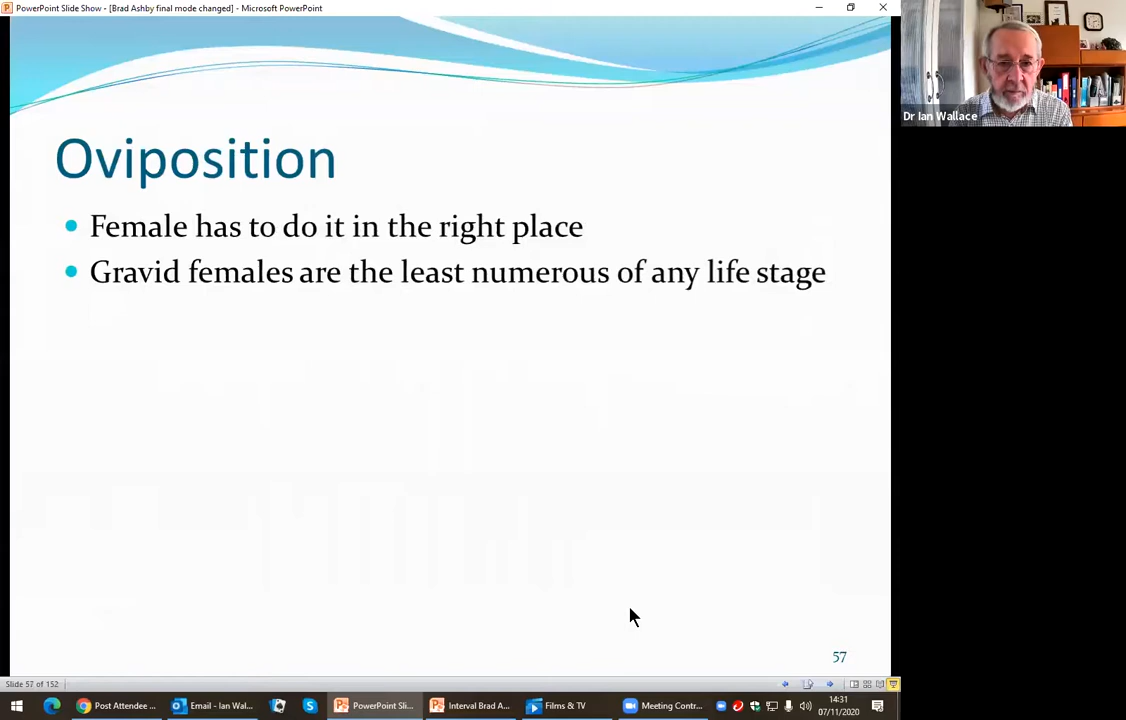 PowerPoint Slide Show - [Brad Ashby final mode changed] - Microsoft PowerPoint
Dr Ian Wallace
Oviposition
Female has to do it in the right place
Gravid females are the least numerous of any life stage
57
Slide 57 of 152
Post Attendee ...
Email - Ian Wal...
PowerPoint Sli...
Interval Brad A...
Films & TV
Meeting Contr...
14:31
07/11/2020